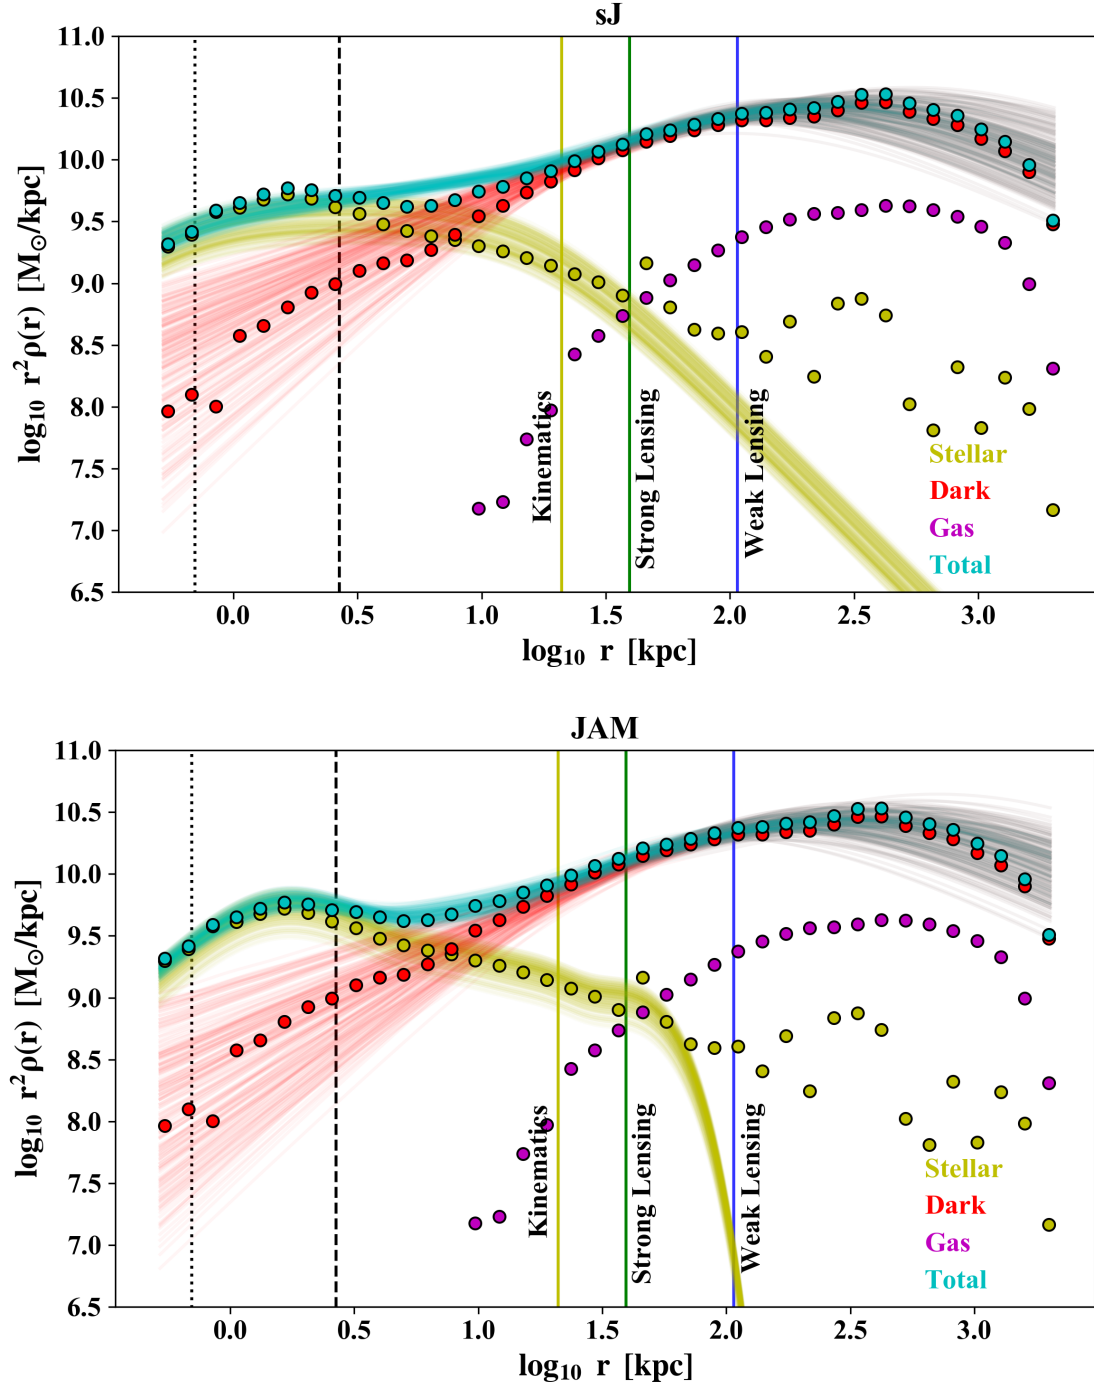 sJ
11.0
10.5
10.0
9.5
9.0
8.5
8.0
7.5
7.0
6.5
log₁₀ r²ρ(r) [M⊙/kpc]
Kinematics
Strong Lensing
Weak Lensing
Stellar
Dark
Gas
Total
0.0 0.5 1.0 1.5 2.0 2.5 3.0
log₁₀ r [kpc]
JAM
11.0
10.5
10.0
9.5
9.0
8.5
8.0
7.5
7.0
6.5
log₁₀ r²ρ(r) [M⊙/kpc]
Kinematics
Strong Lensing
Weak Lensing
Stellar
Dark
Gas
Total
0.0 0.5 1.0 1.5 2.0 2.5 3.0
log₁₀ r [kpc]